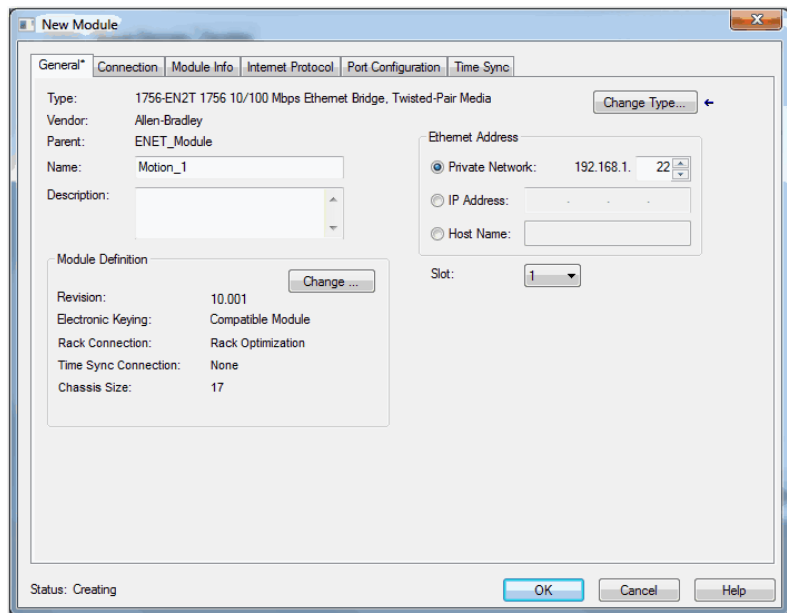 New Module
General* Connection Module Info Internet Protocol Port Configuration Time Sync
Type: 1756-EN2T 1756 10/100 Mbps Ethernet Bridge, Twisted-Pair Media Change Type...
Vendor: Allen-Bradley
Parent: ENET_Module
Name: Motion_1
Description:
Ethernet Address
Private Network: 192.168.1. 22
IP Address: . . .
Host Name:
Slot: 1
Module Definition
Change ...
Revision: 10.001
Electronic Keying: Compatible Module
Rack Connection: Rack Optimization
Time Sync Connection: None
Chassis Size: 17
Status: Creating
OK Cancel Help